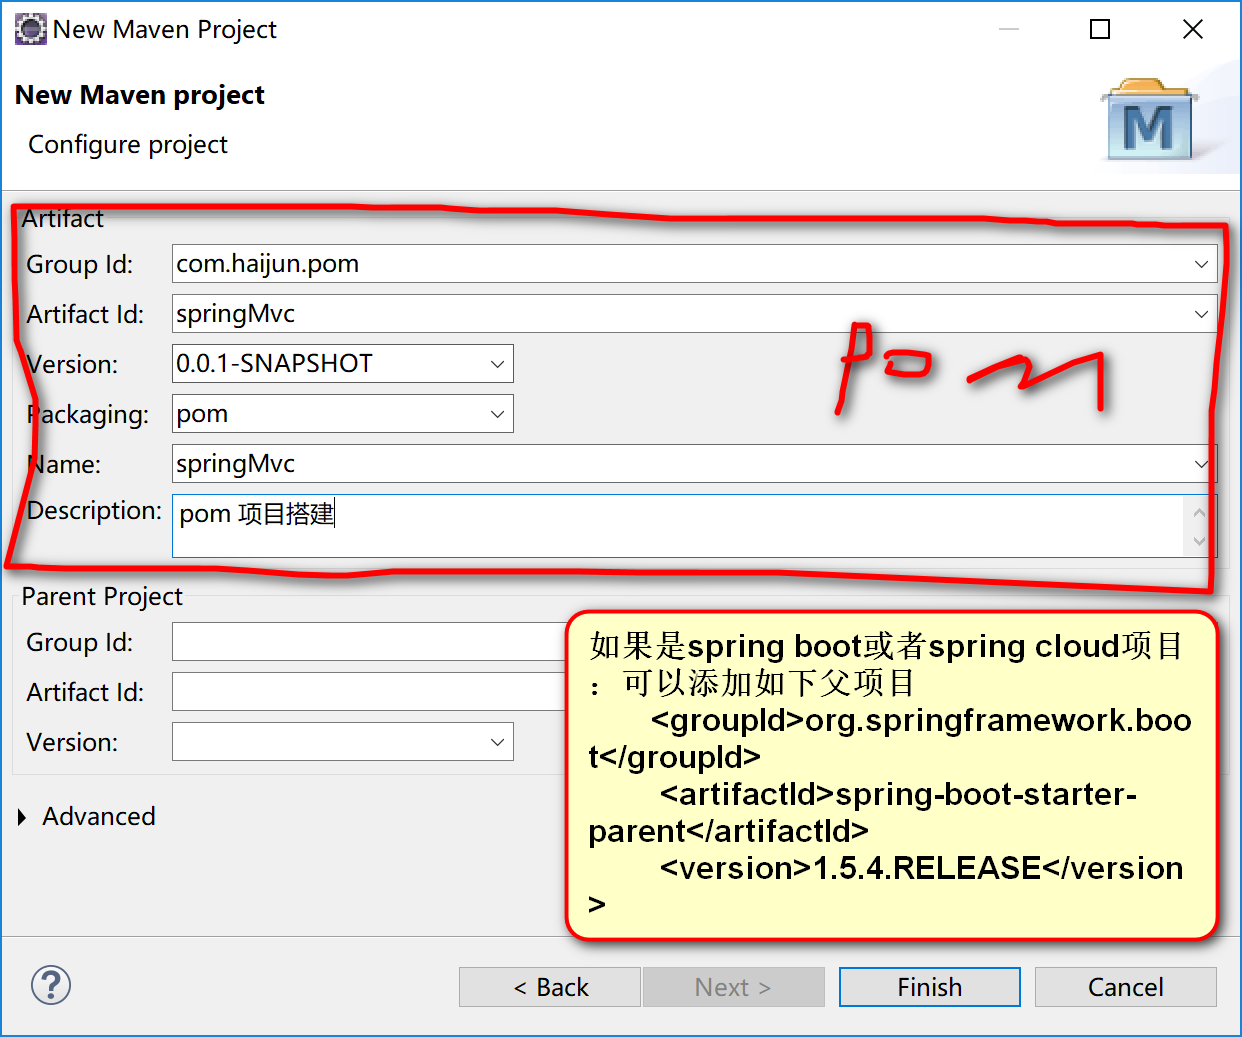 New Maven Project
New Maven project
Configure project
M
Artifact
Group Id: com.haijun.pom
Artifact Id: springMvc
pom
Version: 0.0.1-SNAPSHOT
Packaging: pom
Name: springMvc
Description: pom 项目搭建
Parent Project
Group Id:
Artifact Id:
Version:
如果是spring boot或者spring cloud项目
：可以添加如下父项目
<groupId>org.springframework.boo
t</groupId>
<artifactId>spring-boot-starter-
parent</artifactId>
<version>1.5.4.RELEASE</version
>
Advanced
?
< Back
Next >
Finish
Cancel